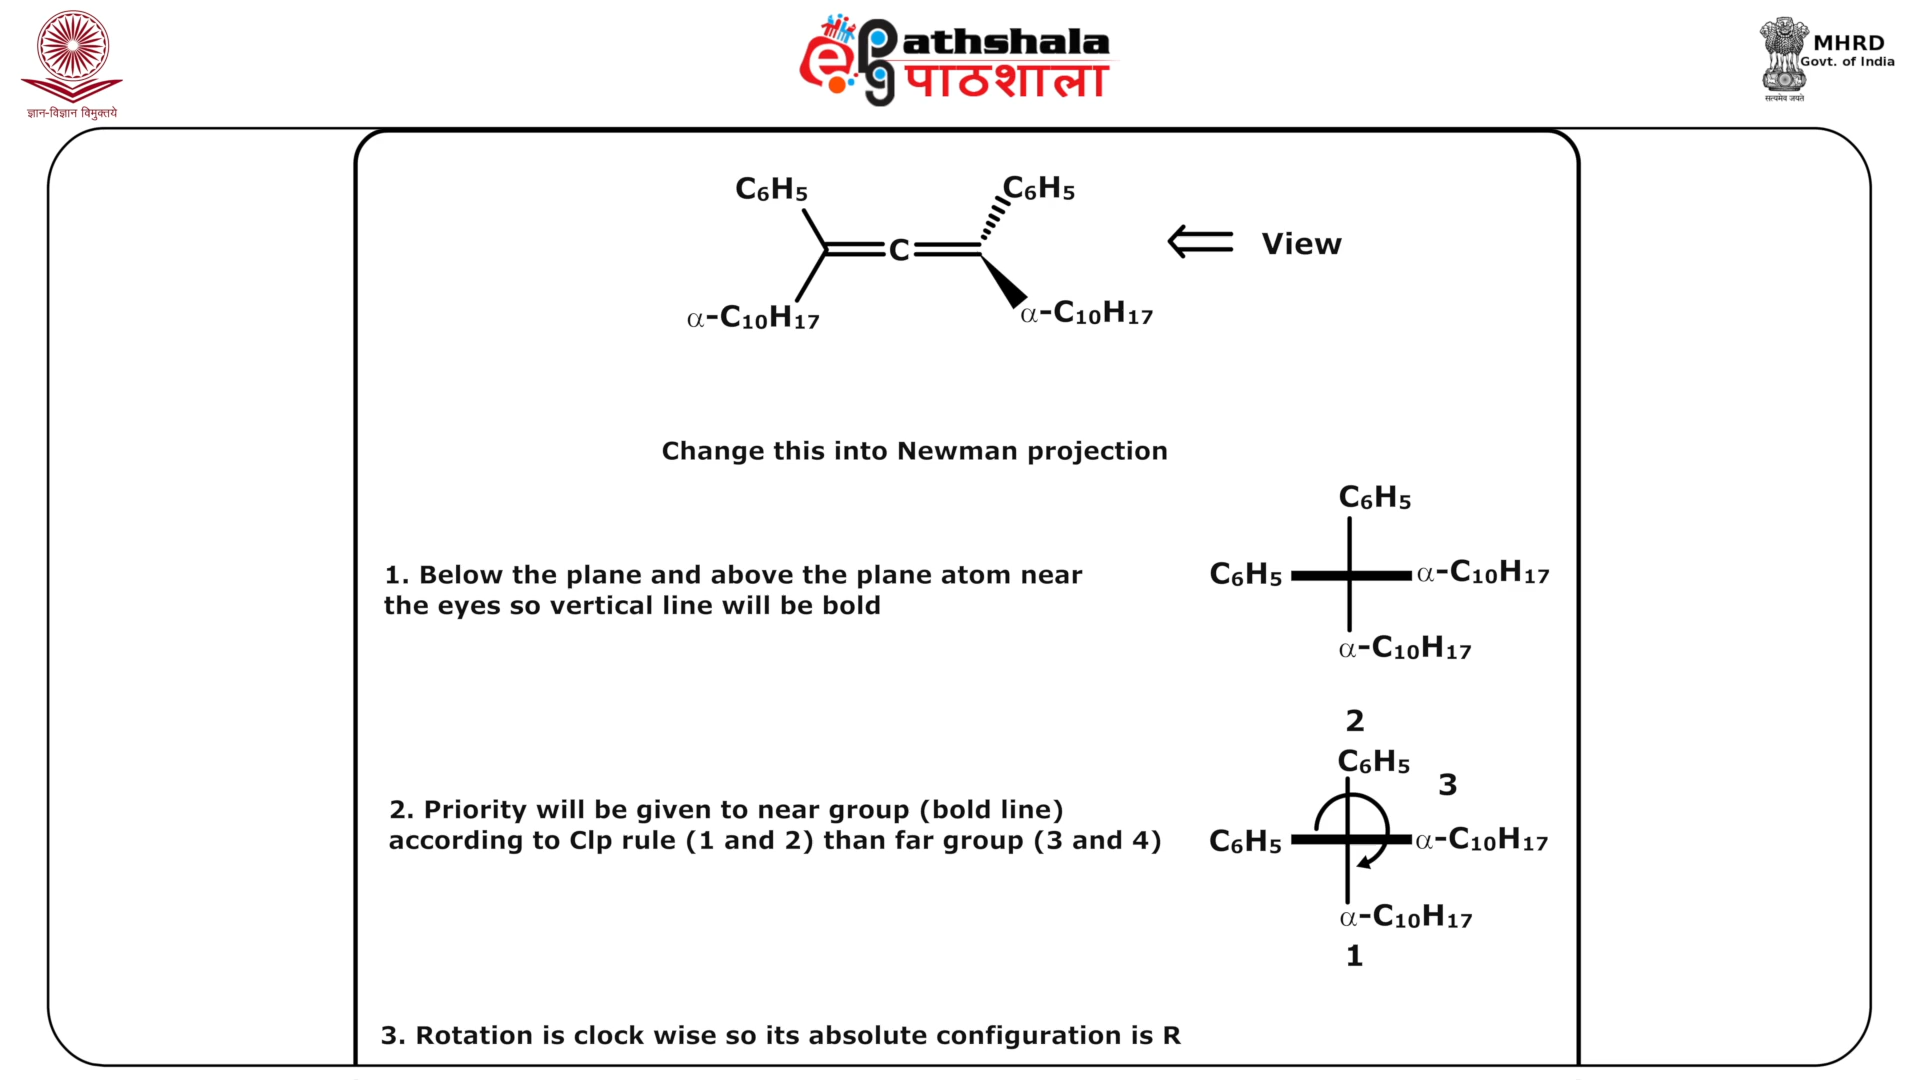 ज्ञान-विज्ञान विमुक्तये
e pg athshala
पाठशाला
MHRD
Govt. of India
सत्यमेव जयते
C₆H₅
C₆H₅
C
View
α-C₁₀H₁₇
α-C₁₀H₁₇
Change this into Newman projection
C₆H₅
1. Below the plane and above the plane atom near
the eyes so vertical line will be bold
C₆H₅
α-C₁₀H₁₇
α-C₁₀H₁₇
2
C₆H₅
3
2. Priority will be given to near group (bold line)
according to Clp rule (1 and 2) than far group (3 and 4)
C₆H₅
α-C₁₀H₁₇
α-C₁₀H₁₇
1
3. Rotation is clock wise so its absolute configuration is R